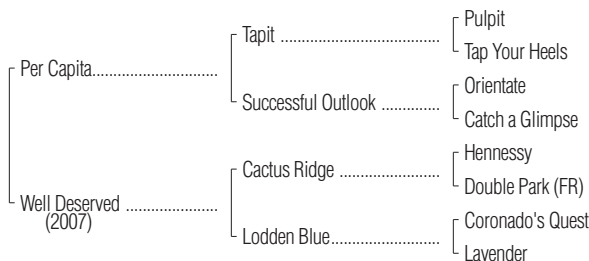 Pulpit
Tapit
Tap Your Heels
Per Capita
Orientate
Successful Outlook
Catch a Glimpse
Hennessy
Cactus Ridge
Double Park (FR)
Well Deserved
(2007)
Coronado's Quest
Lodden Blue
Lavender